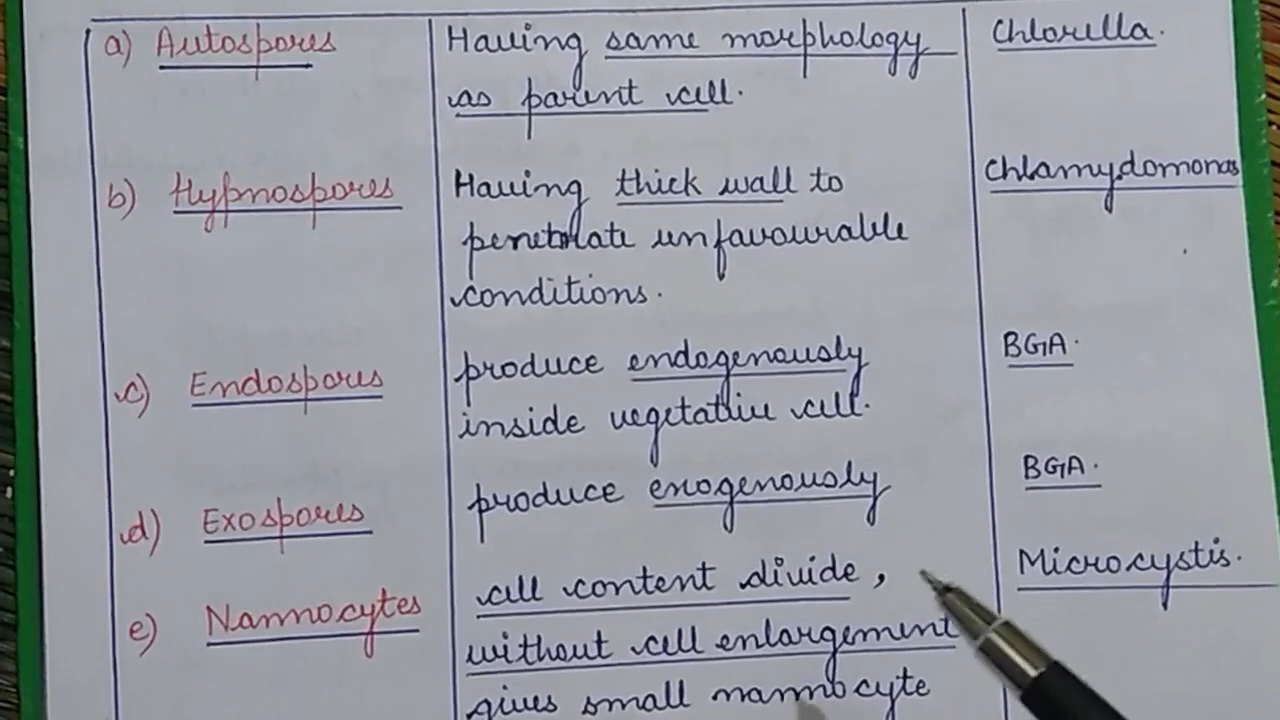 a) Autospores Having same morphology Chlorella.
as parent cell.
b) Hypnospores Having thick wall to Chlamydomonas
penetrate unfavourable
conditions.
c) Endospores produce endogenously BGA.
inside vegetative cell.
d) Exospores produce exogenously BGA.
e) Nannocytes cell content divide, Microcystis.
without cell enlargement
gives small nannocyte